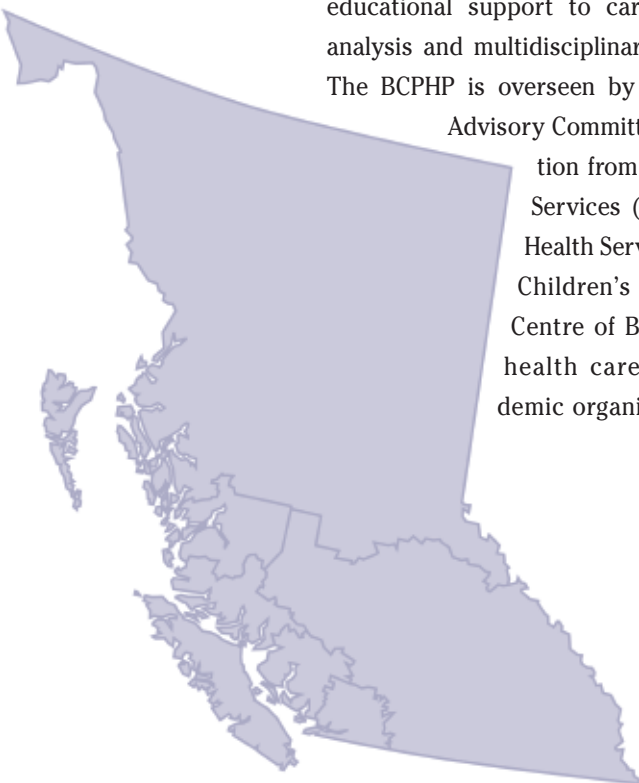 educational support to car
analysis and multidisciplinar
The BCPHP is overseen by
Advisory Committ
tion from
Services (
Health Serv
Children’s
Centre of B
health care
demic organi